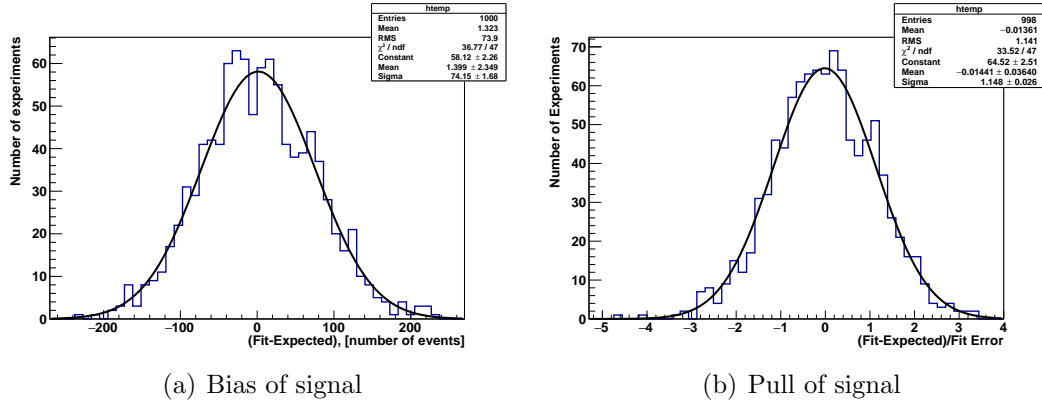 htemp
Entries 1000
Mean 1.323
RMS 73.9
χ² / ndf 36.77 / 47
Constant 58.12 ± 2.26
Mean 1.399 ± 2.349
Sigma 74.15 ± 1.68
Number of experiments
60
50
40
30
20
10
0
−200 −100 0 100 200
(Fit-Expected), [number of events]
(a) Bias of signal
htemp
Entries 998
Mean −0.01361
RMS 1.141
χ² / ndf 33.52 / 47
Constant 64.52 ± 2.51
Mean −0.01441 ± 0.03640
Sigma 1.148 ± 0.026
Number of Experiments
70
60
50
40
30
20
10
0
−5 −4 −3 −2 −1 0 1 2 3 4
(Fit-Expected)/Fit Error
(b) Pull of signal